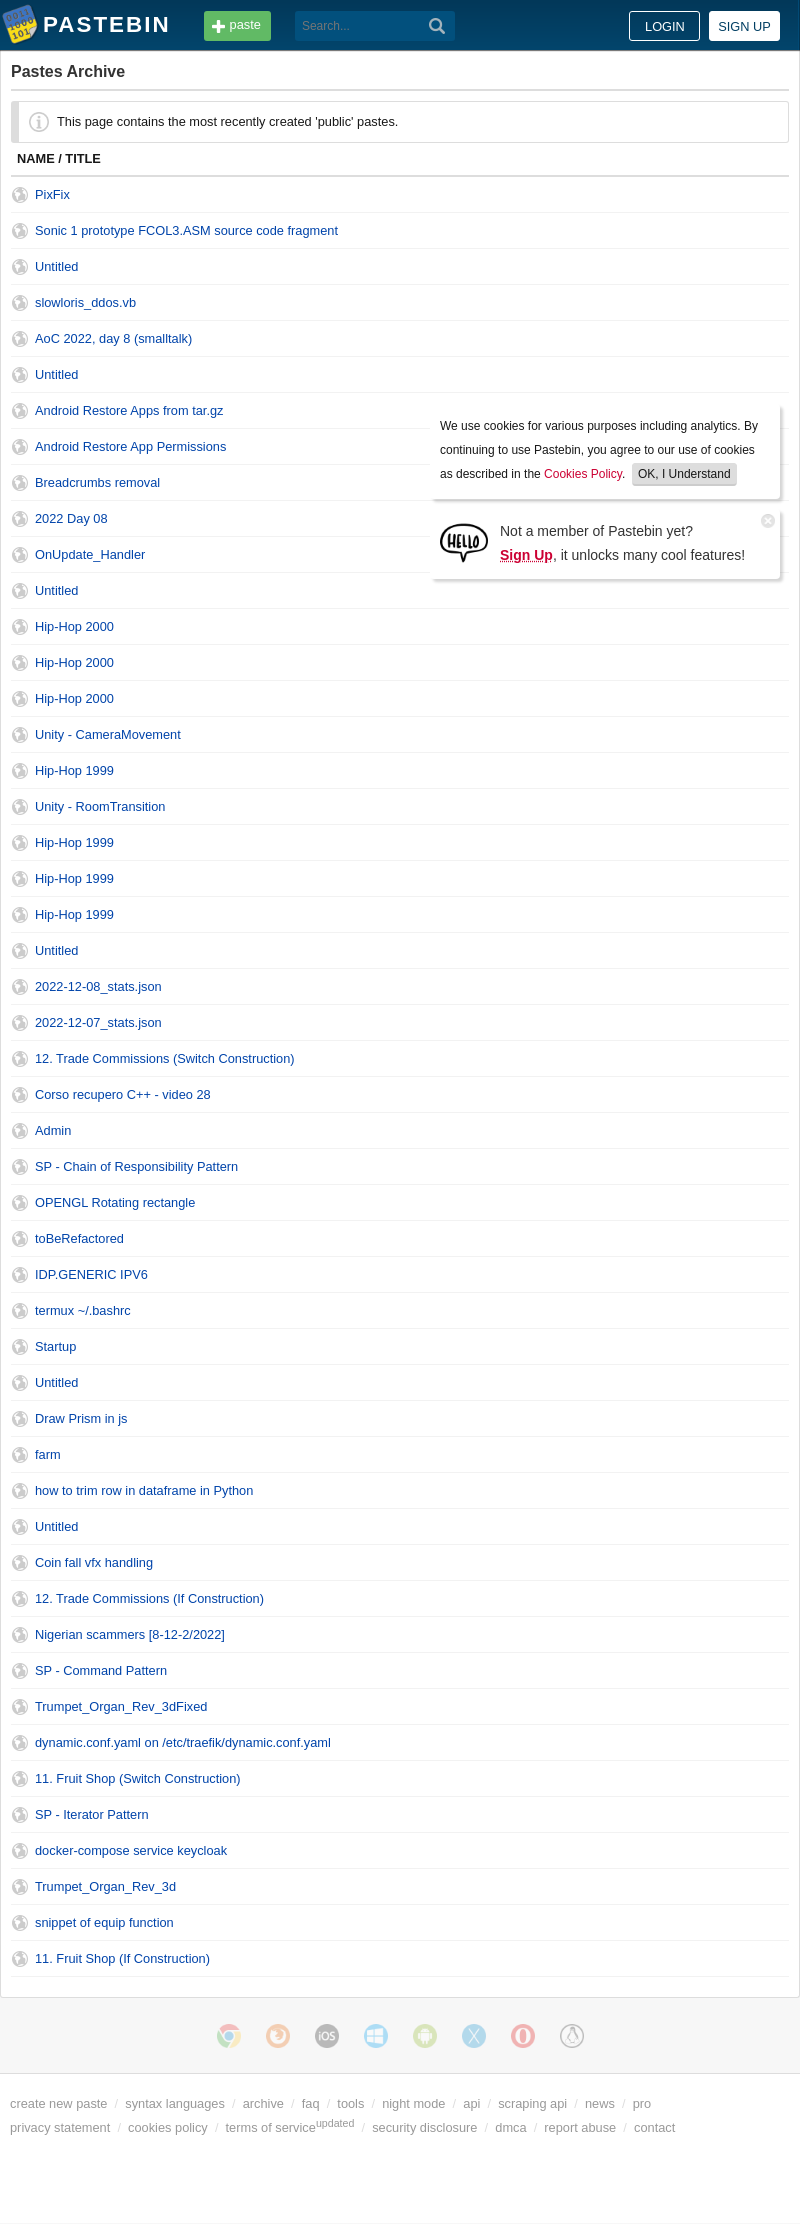 PASTEBIN paste Search... LOGIN SIGN UP
Pastes Archive
This page contains the most recently created 'public' pastes.
NAME / TITLE
PixFix
Sonic 1 prototype FCOL3.ASM source code fragment
Untitled
slowloris_ddos.vb
AoC 2022, day 8 (smalltalk)
Untitled
Android Restore Apps from tar.gz
Android Restore App Permissions
Breadcrumbs removal
2022 Day 08
OnUpdate_Handler
Untitled
We use cookies for various purposes including analytics. By
continuing to use Pastebin, you agree to our use of cookies
as described in the Cookies Policy. OK, I Understand
HELLO
Not a member of Pastebin yet?
Sign Up, it unlocks many cool features!
Hip-Hop 2000
Hip-Hop 2000
Hip-Hop 2000
Unity - CameraMovement
Hip-Hop 1999
Unity - RoomTransition
Hip-Hop 1999
Hip-Hop 1999
Hip-Hop 1999
Untitled
2022-12-08_stats.json
2022-12-07_stats.json
12. Trade Commissions (Switch Construction)
Corso recupero C++ - video 28
Admin
SP - Chain of Responsibility Pattern
OPENGL Rotating rectangle
toBeRefactored
IDP.GENERIC IPV6
termux ~/.bashrc
Startup
Untitled
Draw Prism in js
farm
how to trim row in dataframe in Python
Untitled
Coin fall vfx handling
12. Trade Commissions (If Construction)
Nigerian scammers [8-12-2/2022]
SP - Command Pattern
Trumpet_Organ_Rev_3dFixed
dynamic.conf.yaml on /etc/traefik/dynamic.conf.yaml
11. Fruit Shop (Switch Construction)
SP - Iterator Pattern
docker-compose service keycloak
Trumpet_Organ_Rev_3d
snippet of equip function
11. Fruit Shop (If Construction)
iOS
create new paste / syntax languages / archive / faq / tools / night mode / api / scraping api / news / pro
privacy statement / cookies policy / terms of service updated / security disclosure / dmca / report abuse / contact